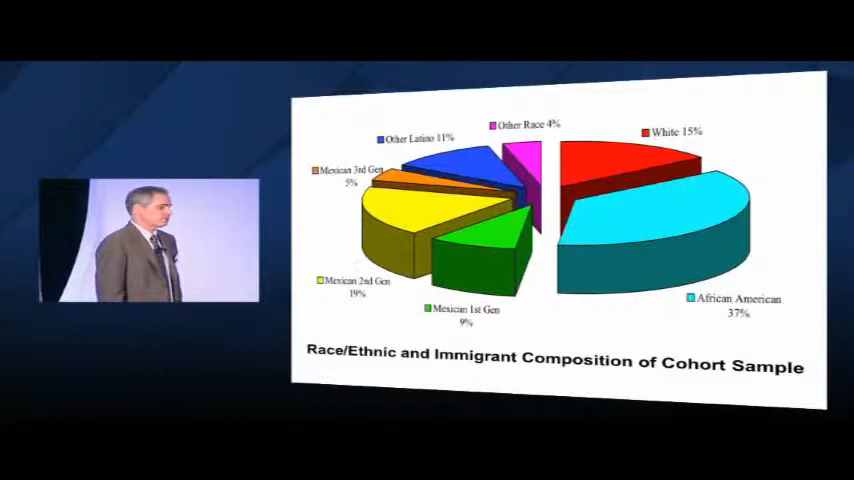 Other Race 4%
White 15%
Other Latino 11%
Mexican 3rd Gen
5%
Mexican 2nd Gen
19%
Mexican 1st Gen
9%
African American
37%
Race/Ethnic and Immigrant Composition of Cohort Sample